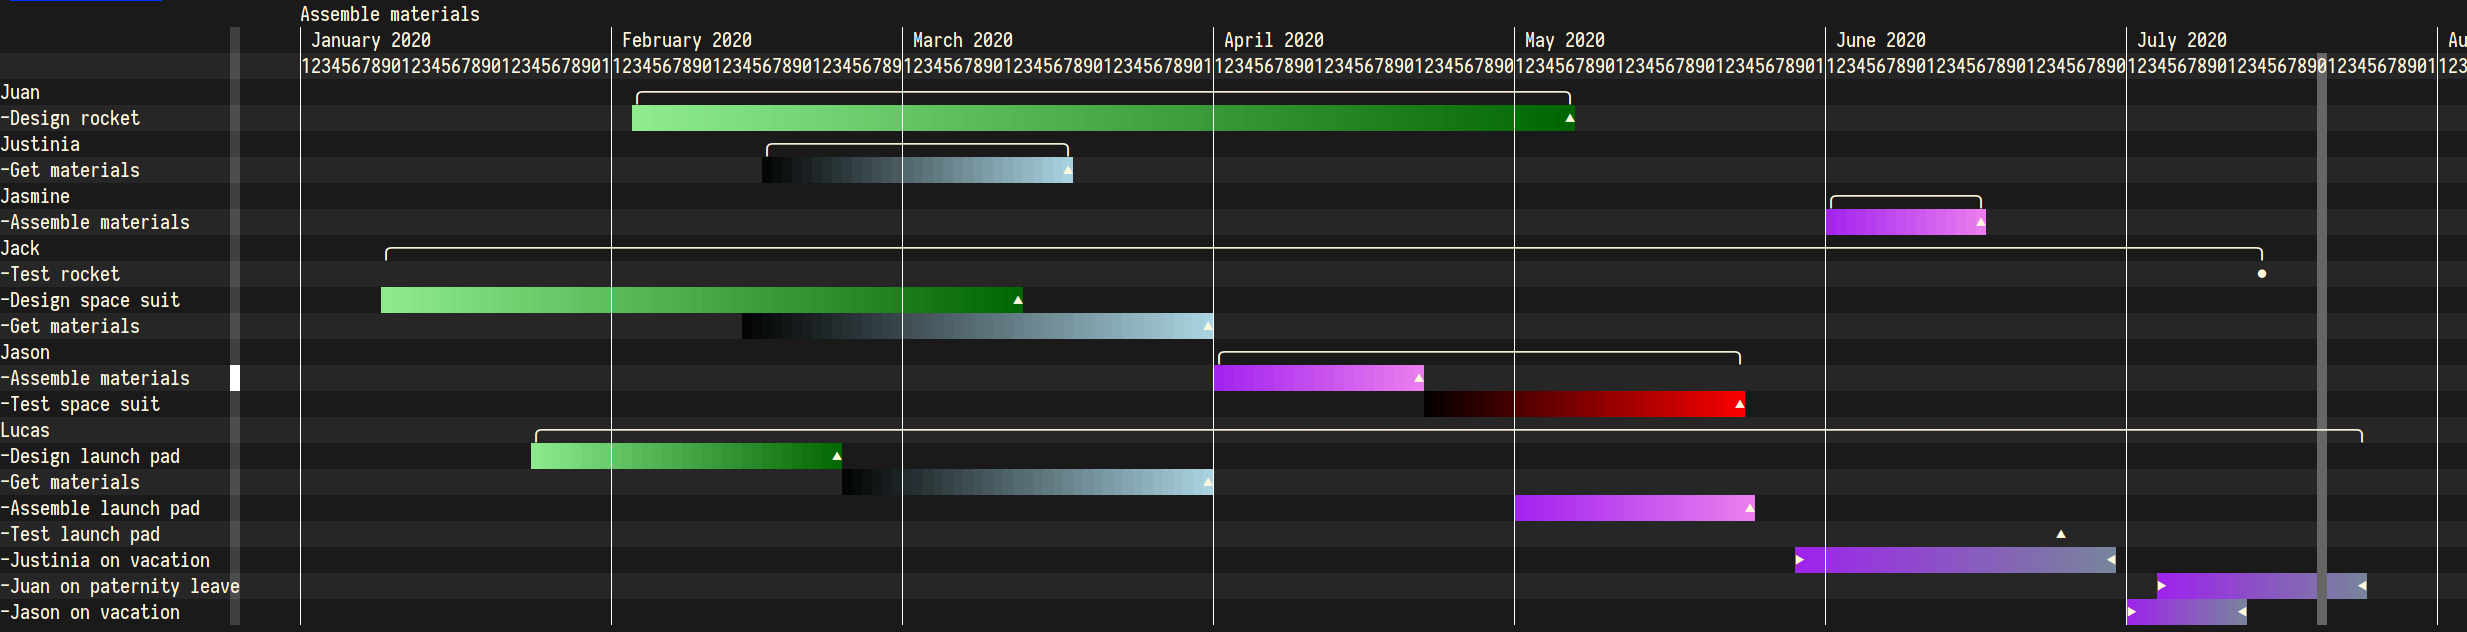 Assemble materials
January 2020 February 2020 March 2020 April 2020 May 2020 June 2020 July 2020 Au
1234567890123456789012345678901 12345678901234567890123456789 1234567890123456789012345678901 123456789012345678901234567890 1234567890123456789012345678901 123456789012345678901234567890 1234567890123456789012345678901 123
Juan
-Design rocket
Justinia
-Get materials
Jasmine
-Assemble materials
Jack
-Test rocket
-Design space suit
-Get materials
Jason
-Assemble materials
-Test space suit
Lucas
-Design launch pad
-Get materials
-Assemble launch pad
-Test launch pad
-Justinia on vacation
-Juan on paternity leave
-Jason on vacation